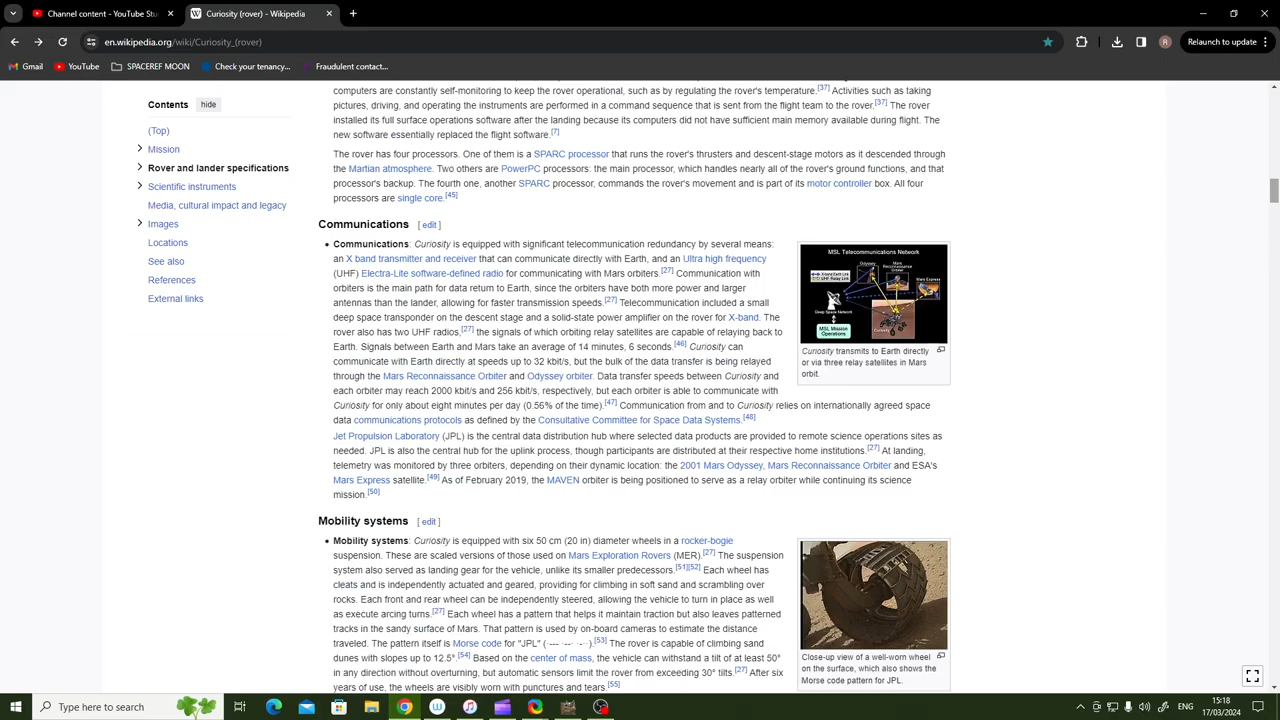 Channel content - YouTube Stu
Curiosity (rover) - Wikipedia
en.wikipedia.org/wiki/Curiosity_(rover)
Relaunch to update
Gmail
YouTube
SPACEREF MOON
Check your tenancy...
Fraudulent contact...
Contents
hide
(Top)
Mission
Rover and lander specifications
Scientific instruments
Media, cultural impact and legacy
Images
Locations
See also
References
External links
computers are constantly self-monitoring to keep the rover operational, such as by regulating the rover's temperature.[37] Activities such as taking
pictures, driving, and operating the instruments are performed in a command sequence that is sent from the flight team to the rover.[37] The rover
installed its full surface operations software after the landing because its computers did not have sufficient main memory available during flight. The
new software essentially replaced the flight software.[7]
The rover has four processors. One of them is a SPARC processor that runs the rover's thrusters and descent-stage motors as it descended through
the Martian atmosphere. Two others are PowerPC processors: the main processor, which handles nearly all of the rover's ground functions, and that
processor's backup. The fourth one, another SPARC processor, commands the rover's movement and is part of its motor controller box. All four
processors are single core.[45]
Communications [ edit ]
• Communications: Curiosity is equipped with significant telecommunication redundancy by several means:
an X band transmitter and receiver that can communicate directly with Earth, and an Ultra high frequency
(UHF) Electra-Lite software-defined radio for communicating with Mars orbiters.[27] Communication with
orbiters is the main path for data return to Earth, since the orbiters have both more power and larger
antennas than the lander, allowing for faster transmission speeds.[27] Telecommunication included a small
deep space transponder on the descent stage and a solid-state power amplifier on the rover for X-band. The
rover also has two UHF radios,[27] the signals of which orbiting relay satellites are capable of relaying back to
Earth. Signals between Earth and Mars take an average of 14 minutes, 6 seconds.[46] Curiosity can
communicate with Earth directly at speeds up to 32 kbit/s, but the bulk of the data transfer is being relayed
through the Mars Reconnaissance Orbiter and Odyssey orbiter. Data transfer speeds between Curiosity and
each orbiter may reach 2000 kbit/s and 256 kbit/s, respectively, but each orbiter is able to communicate with
Curiosity for only about eight minutes per day (0.56% of the time).[47] Communication from and to Curiosity relies on internationally agreed space
data communications protocols as defined by the Consultative Committee for Space Data Systems.[48]
Jet Propulsion Laboratory (JPL) is the central data distribution hub where selected data products are provided to remote science operations sites as
needed. JPL is also the central hub for the uplink process, though participants are distributed at their respective home institutions.[27] At landing,
telemetry was monitored by three orbiters, depending on their dynamic location: the 2001 Mars Odyssey, Mars Reconnaissance Orbiter and ESA's
Mars Express satellite.[49] As of February 2019, the MAVEN orbiter is being positioned to serve as a relay orbiter while continuing its science
mission.[50]
MSL Telecommunications Network
Odyssey
Mars Reconnaissance Orbiter
Mars Express
X-band Earth Link
UHF Relay Link
Deep Space Network
Curiosity
MSL Mission
Operations
Curiosity transmits to Earth directly
or via three relay satellites in Mars
orbit.
Mobility systems [ edit ]
• Mobility systems: Curiosity is equipped with six 50 cm (20 in) diameter wheels in a rocker-bogie
suspension. These are scaled versions of those used on Mars Exploration Rovers (MER).[27] The suspension
system also served as landing gear for the vehicle, unlike its smaller predecessors.[51][52] Each wheel has
cleats and is independently actuated and geared, providing for climbing in soft sand and scrambling over
rocks. Each front and rear wheel can be independently steered, allowing the vehicle to turn in place as well
as execute arcing turns.[27] Each wheel has a pattern that helps it maintain traction but also leaves patterned
tracks in the sandy surface of Mars. That pattern is used by on-board cameras to estimate the distance
traveled. The pattern itself is Morse code for "JPL" (·--- ·--· ·-··).[53] The rover is capable of climbing sand
dunes with slopes up to 12.5°.[54] Based on the center of mass, the vehicle can withstand a tilt of at least 50°
in any direction without overturning, but automatic sensors limit the rover from exceeding 30° tilts.[27] After six
years of use, the wheels are visibly worn with punctures and tears.[55]
Close-up view of a well-worn wheel
on the surface, which also shows the
Morse code pattern for JPL.
Type here to search
ENG
15:18
17/03/2024